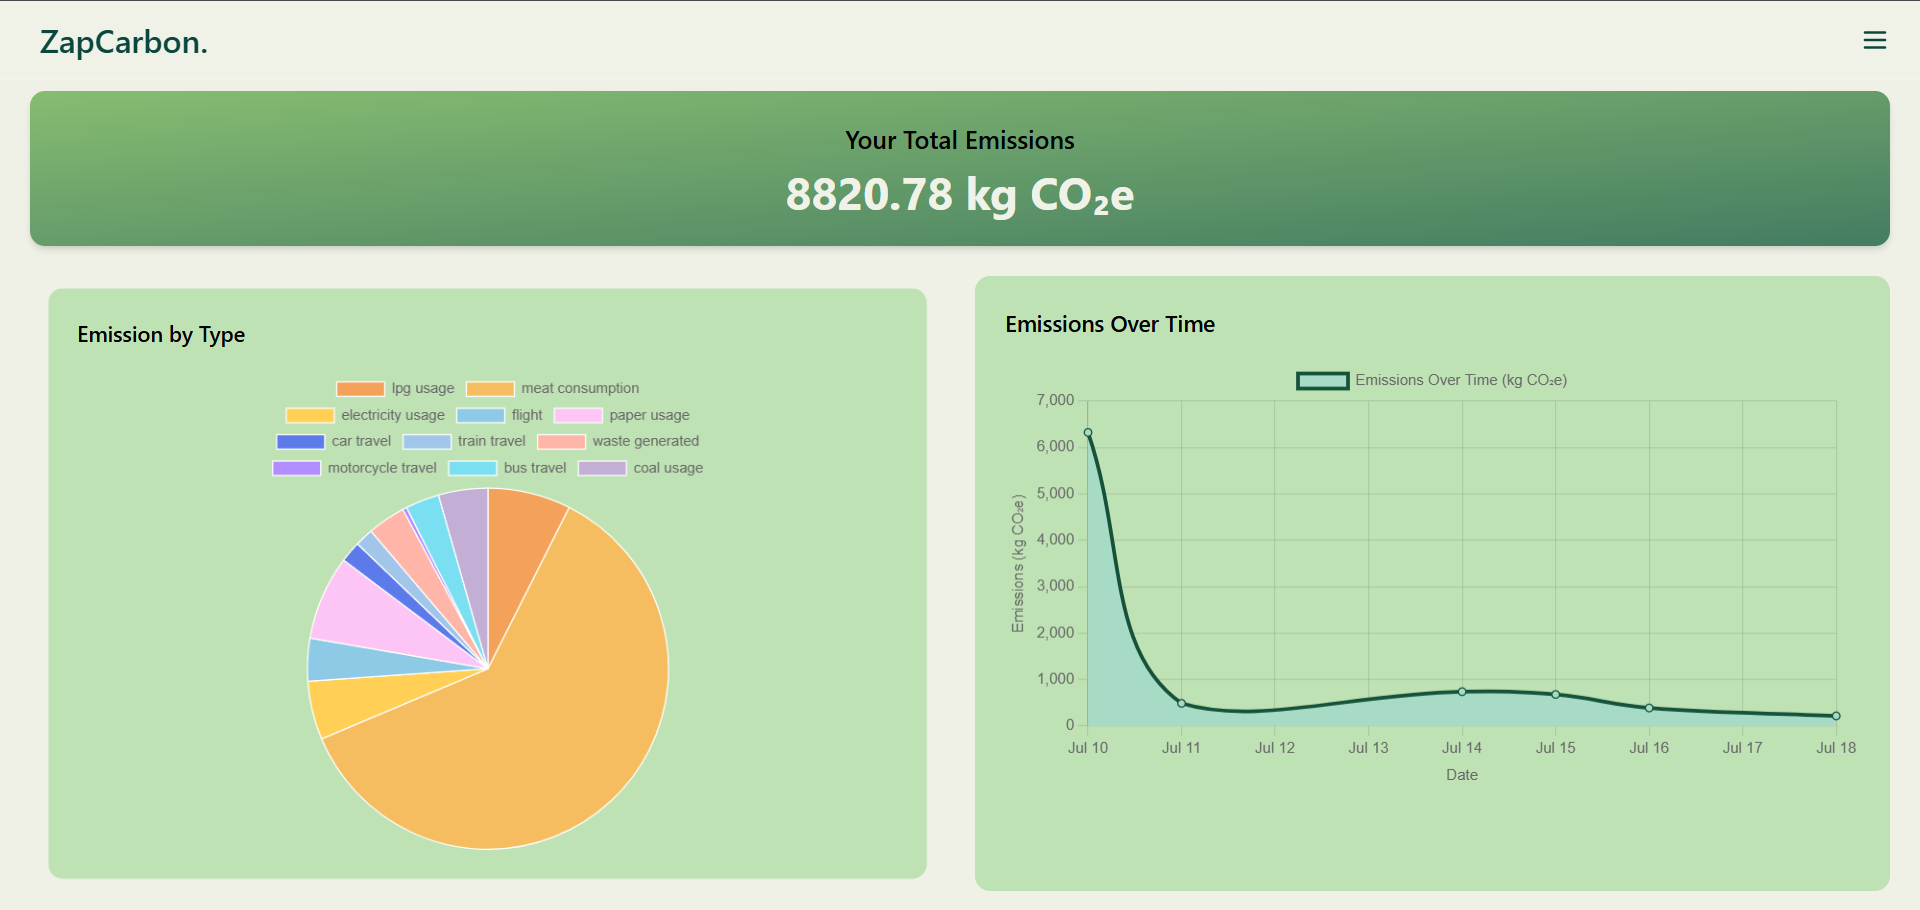 ZapCarbon.
Your Total Emissions
8820.78 kg CO₂e
Emission by Type
lpg usage meat consumption
electricity usage flight paper usage
car travel train travel waste generated
motorcycle travel bus travel coal usage
Emissions Over Time
Emissions Over Time (kg CO₂e)
Emissions (kg CO₂e)
7,000
6,000
5,000
4,000
3,000
2,000
1,000
0
Jul 10 Jul 11 Jul 12 Jul 13 Jul 14 Jul 15 Jul 16 Jul 17 Jul 18
Date